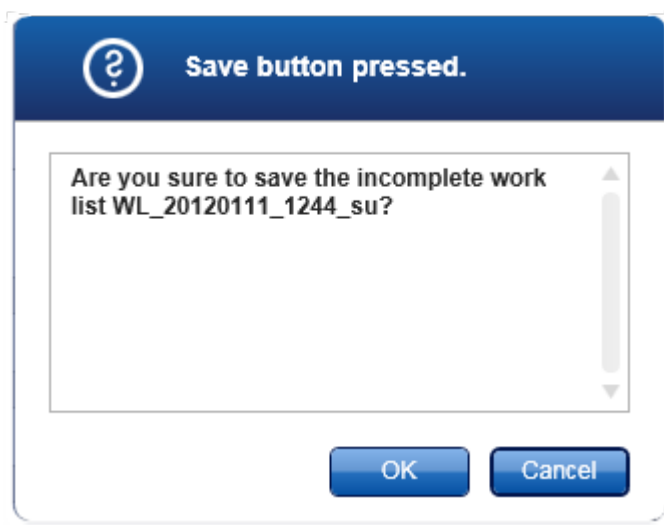 Save button pressed.
Are you sure to save the incomplete work
list WL_20120111_1244_su?
OK Cancel